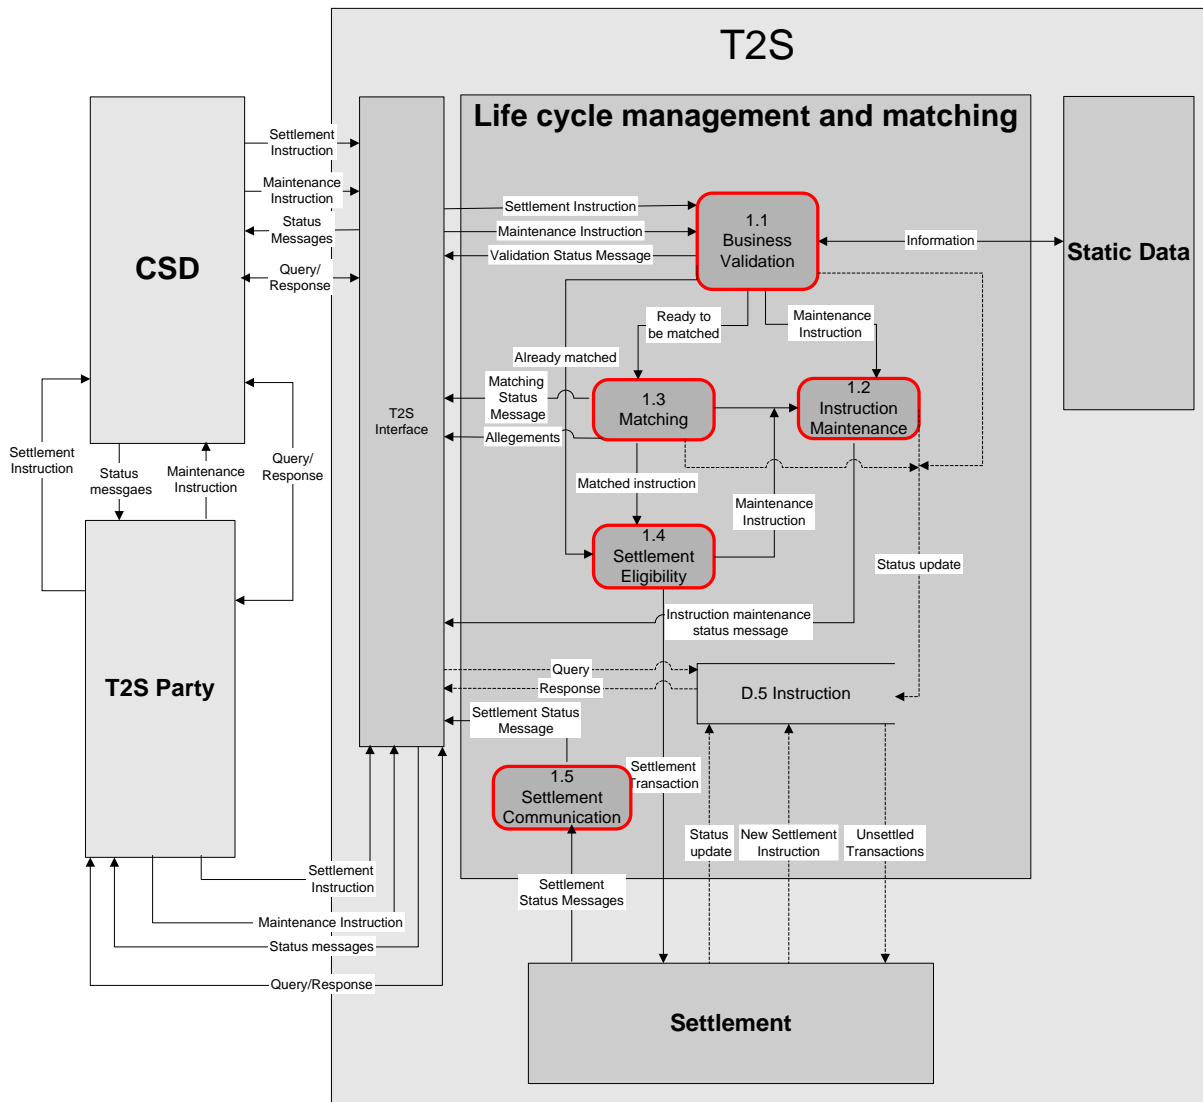 T2S
Life cycle management and matching
CSD
Settlement
Instruction
Maintenance
Instruction
Status
Messages
Query/
Response
Settlement Instruction
Maintenance Instruction
Validation Status Message
1.1
Business
Validation
Information
Static Data
Ready to
be matched
Maintenance
Instruction
Already matched
Matching
Status
Message
Allegements
1.3
Matching
1.2
Instruction
Maintenance
T2S
Interface
Settlement
Instruction
Status
messgaes
Maintenance
Instruction
Query/
Response
Matched instruction
Maintenance
Instruction
1.4
Settlement
Eligibility
Status update
Instruction maintenance
status message
T2S Party
Query
Response
D.5 Instruction
Settlement Status
Message
Settlement
Transaction
1.5
Settlement
Communication
Status
update
New Settlement
Instruction
Unsettled
Transactions
Settlement
Instruction
Settlement
Status Messages
Maintenance Instruction
Status messages
Query/Response
Settlement